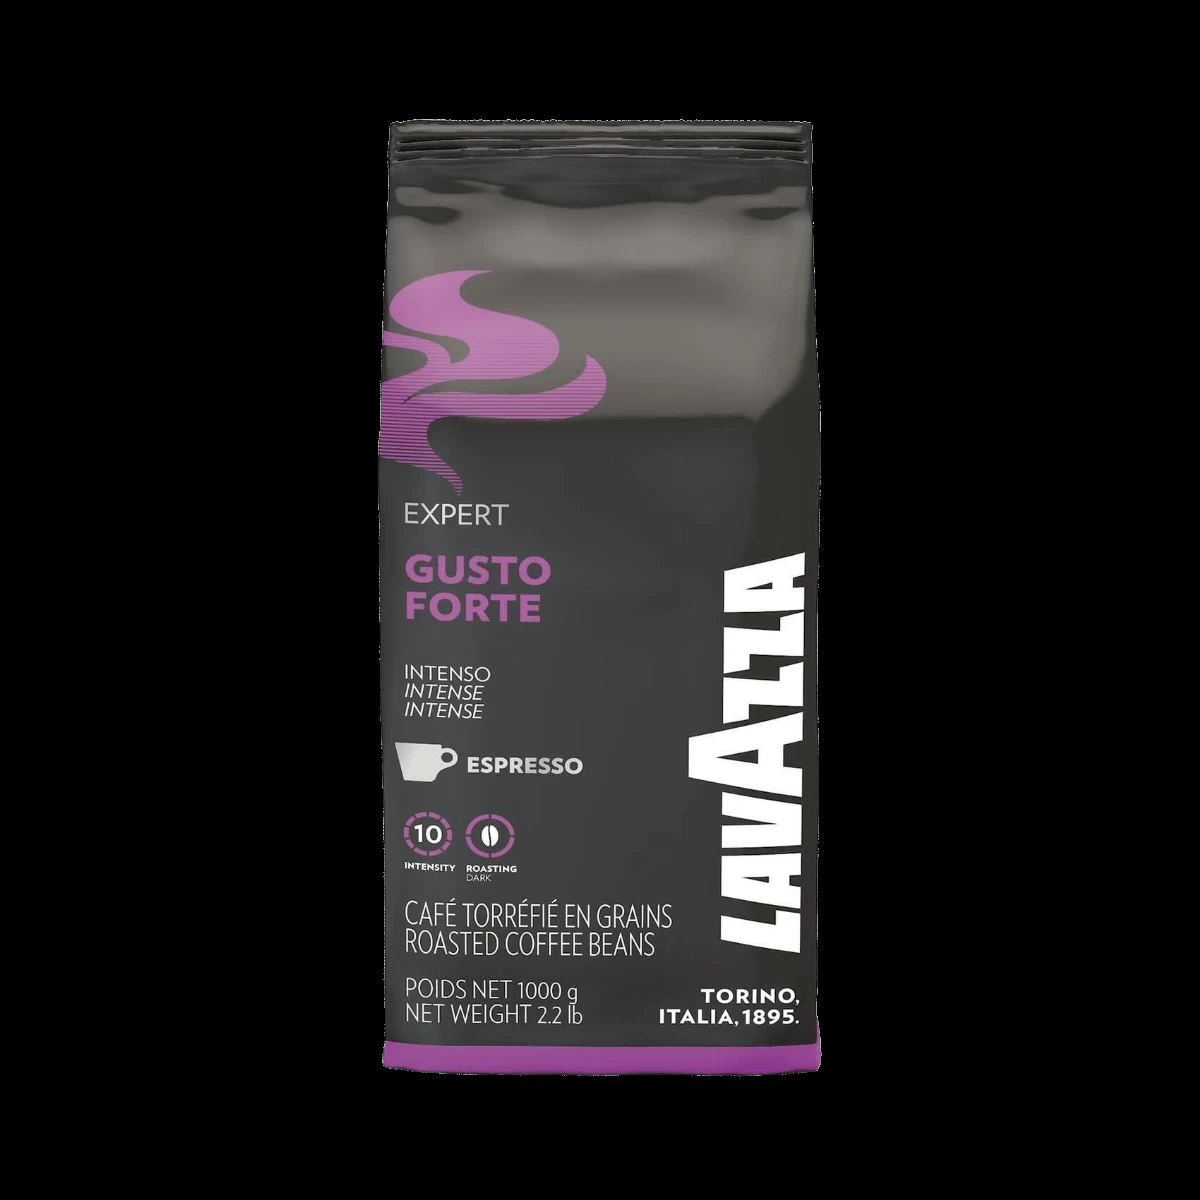 EXPERT
GUSTO
FORTE
INTENSO
INTENSE
INTENSE
ESPRESSO
10
INTENSITY
ROASTING
DARK
CAFÉ TORRÉFIÉ EN GRAINS
ROASTED COFFEE BEANS
POIDS NET 1000 g
NET WEIGHT 2.2 lb
LAVAZZA
TORINO,
ITALIA, 1895.